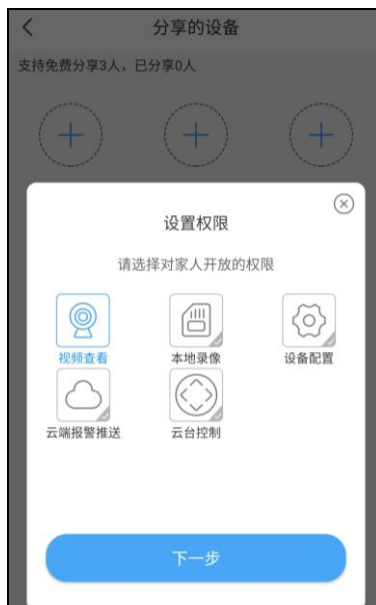 分享的设备
支持免费分享3人，已分享0人
设置权限
请选择对家人开放的权限
视频查看 本地录像 设备配置
云端报警推送 云台控制
下一步